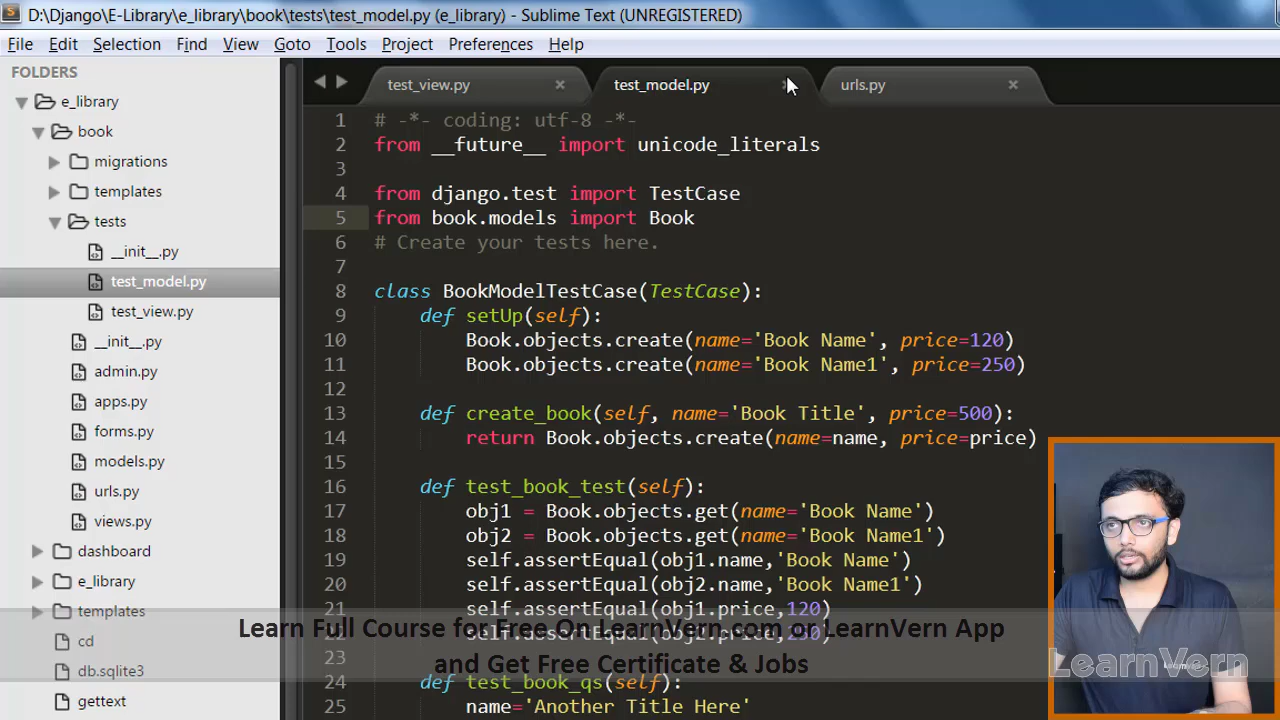 D:\Django\E-Library\e_library\book\tests\test_model.py (e_library) - Sublime Text (UNREGISTERED)
File Edit Selection Find View Goto Tools Project Preferences Help
FOLDERS
e_library
book
migrations
templates
tests
__init__.py
test_model.py
test_view.py
__init__.py
admin.py
apps.py
forms.py
models.py
urls.py
views.py
dashboard
e_library
templates
cd
db.sqlite3
gettext
test_view.py test_model.py urls.py
1 # -*- coding: utf-8 -*-
2 from __future__ import unicode_literals
3
4 from django.test import TestCase
5 from book.models import Book
6 # Create your tests here.
7
8 class BookModelTestCase(TestCase):
9 def setUp(self):
10 Book.objects.create(name='Book Name', price=120)
11 Book.objects.create(name='Book Name1', price=250)
12
13 def create_book(self, name='Book Title', price=500):
14 return Book.objects.create(name=name, price=price)
15
16 def test_book_test(self):
17 obj1 = Book.objects.get(name='Book Name')
18 obj2 = Book.objects.get(name='Book Name1')
19 self.assertEqual(obj1.name,'Book Name')
20 self.assertEqual(obj2.name,'Book Name1')
21 self.assertEqual(obj1.price,120)
23
24 def test_book_qs(self):
25 name='Another Title Here'
Learn Full Course for Free On LearnVern.com or LearnVern App
and Get Free Certificate & Jobs
LearnVern